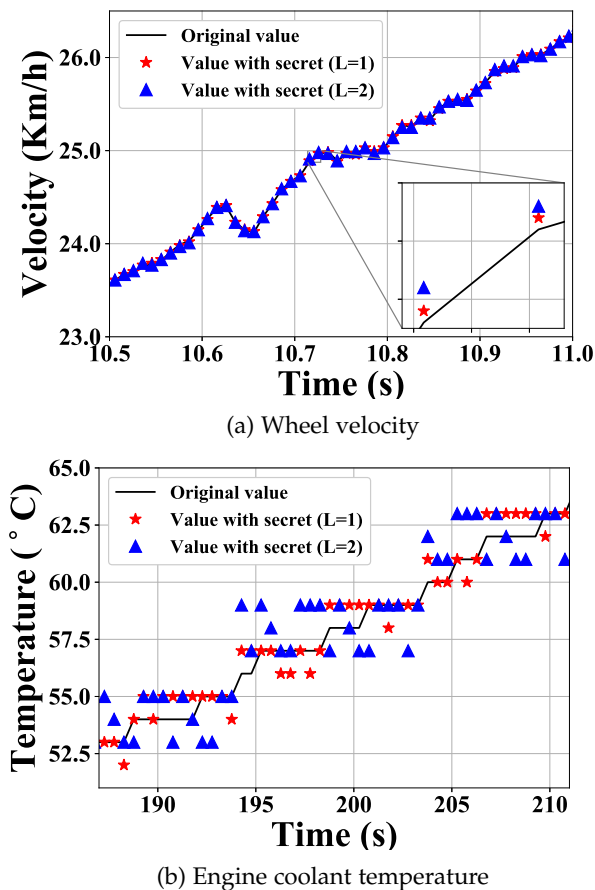 Original value
Value with secret (L=1)
Value with secret (L=2)
Velocity (Km/h)
26.0
25.0
24.0
23.0
10.5 10.6 10.7 10.8 10.9 11.0
Time (s)
(a) Wheel velocity
Original value
Value with secret (L=1)
Value with secret (L=2)
Temperature (°C)
65.0
62.5
60.0
57.5
55.0
52.5
190 195 200 205 210
Time (s)
(b) Engine coolant temperature